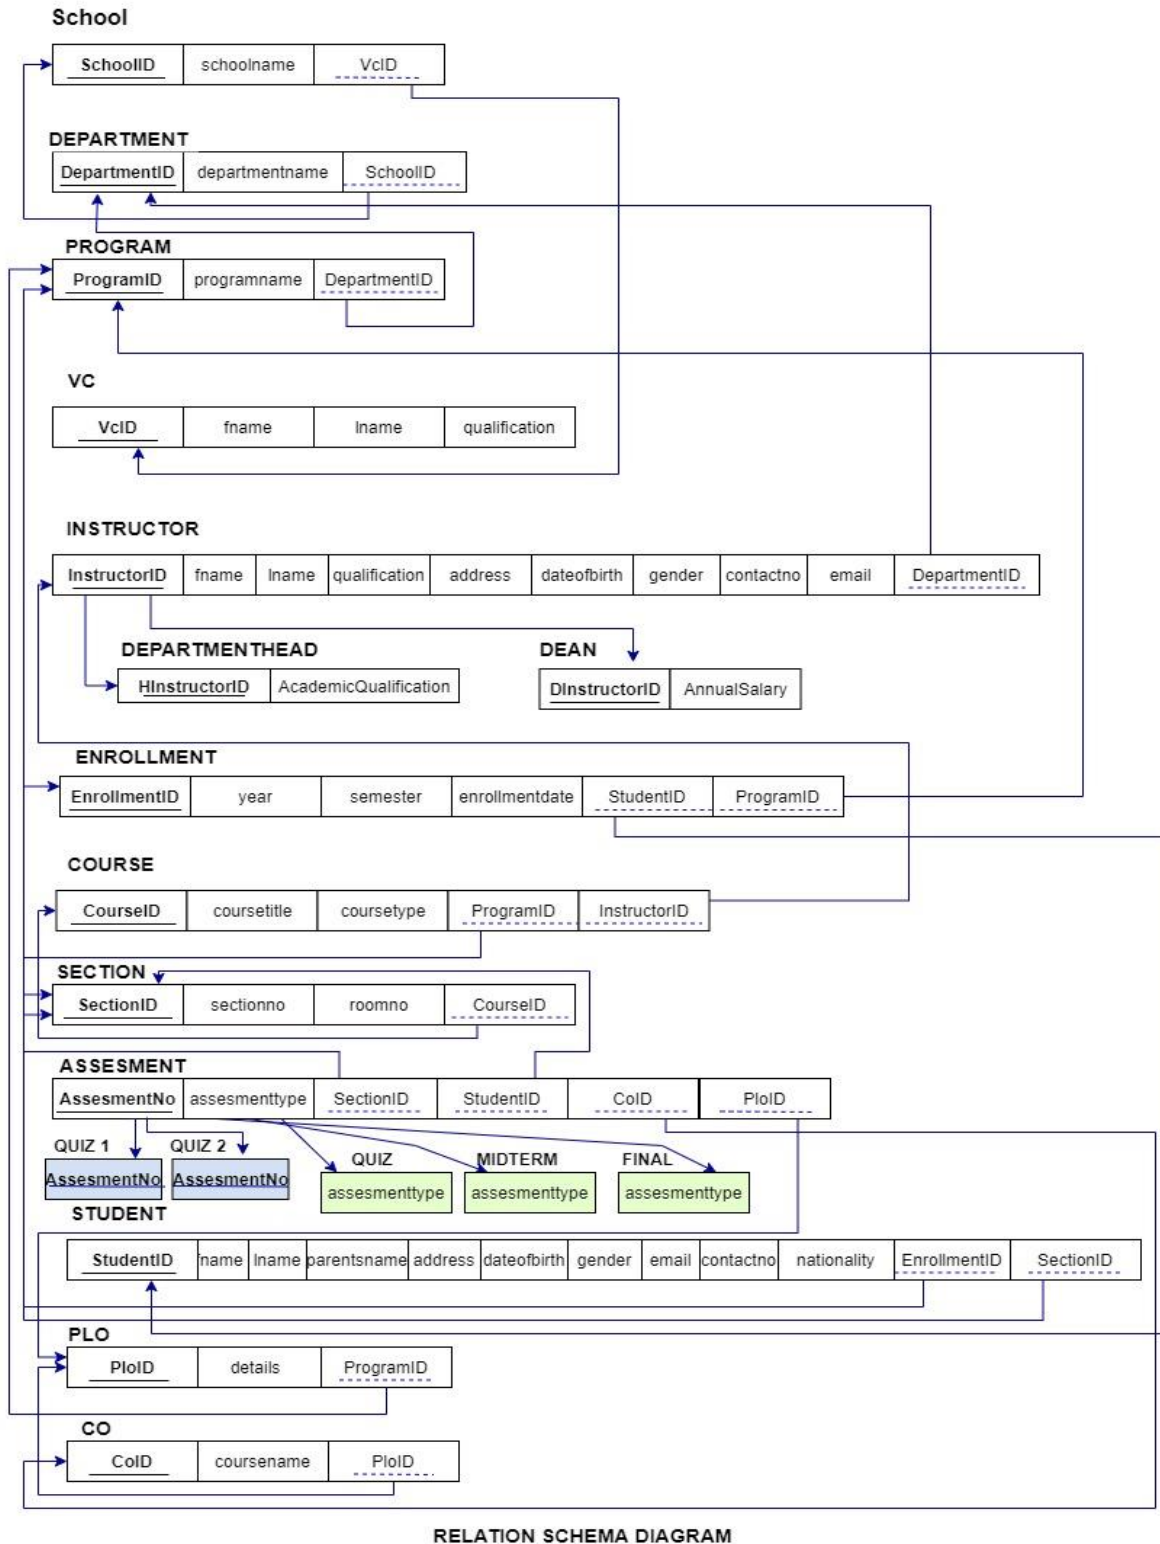 School
SchoolID schoolname VcID
DEPARTMENT
DepartmentID departmentname SchoolID
PROGRAM
ProgramID programname DepartmentID
VC
VcID fname lname qualification
INSTRUCTOR
InstructorID fname lname qualification address dateofbirth gender contactno email DepartmentID
DEPARTMENTHEAD DEAN
HInstructorID AcademicQualification DInstructorID AnnualSalary
ENROLLMENT
EnrollmentID year semester enrollmentdate StudentID ProgramID
COURSE
CourseID coursetitle coursetype ProgramID InstructorID
SECTION
SectionID sectionno roomno CourseID
ASSESMENT
AssesmentNo assesmenttype SectionID StudentID CoID PloID
QUIZ 1 QUIZ 2 QUIZ MIDTERM FINAL
AssesmentNo AssesmentNo assesmenttype assesmenttype assesmenttype
STUDENT
StudentID fname lname parentsname address dateofbirth gender email contactno nationality EnrollmentID SectionID
PLO
PloID details ProgramID
CO
CoID coursename PloID
RELATION SCHEMA DIAGRAM